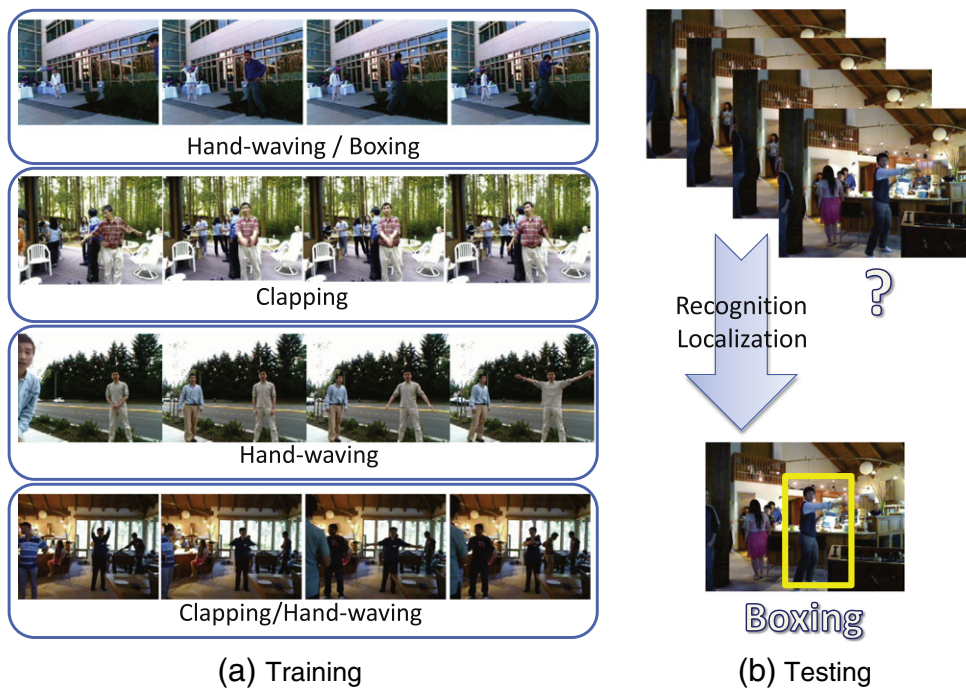 Hand-waving / Boxing
Clapping
Hand-waving
Clapping/Hand-waving
(a) Training
?
Recognition
Localization
Boxing
(b) Testing